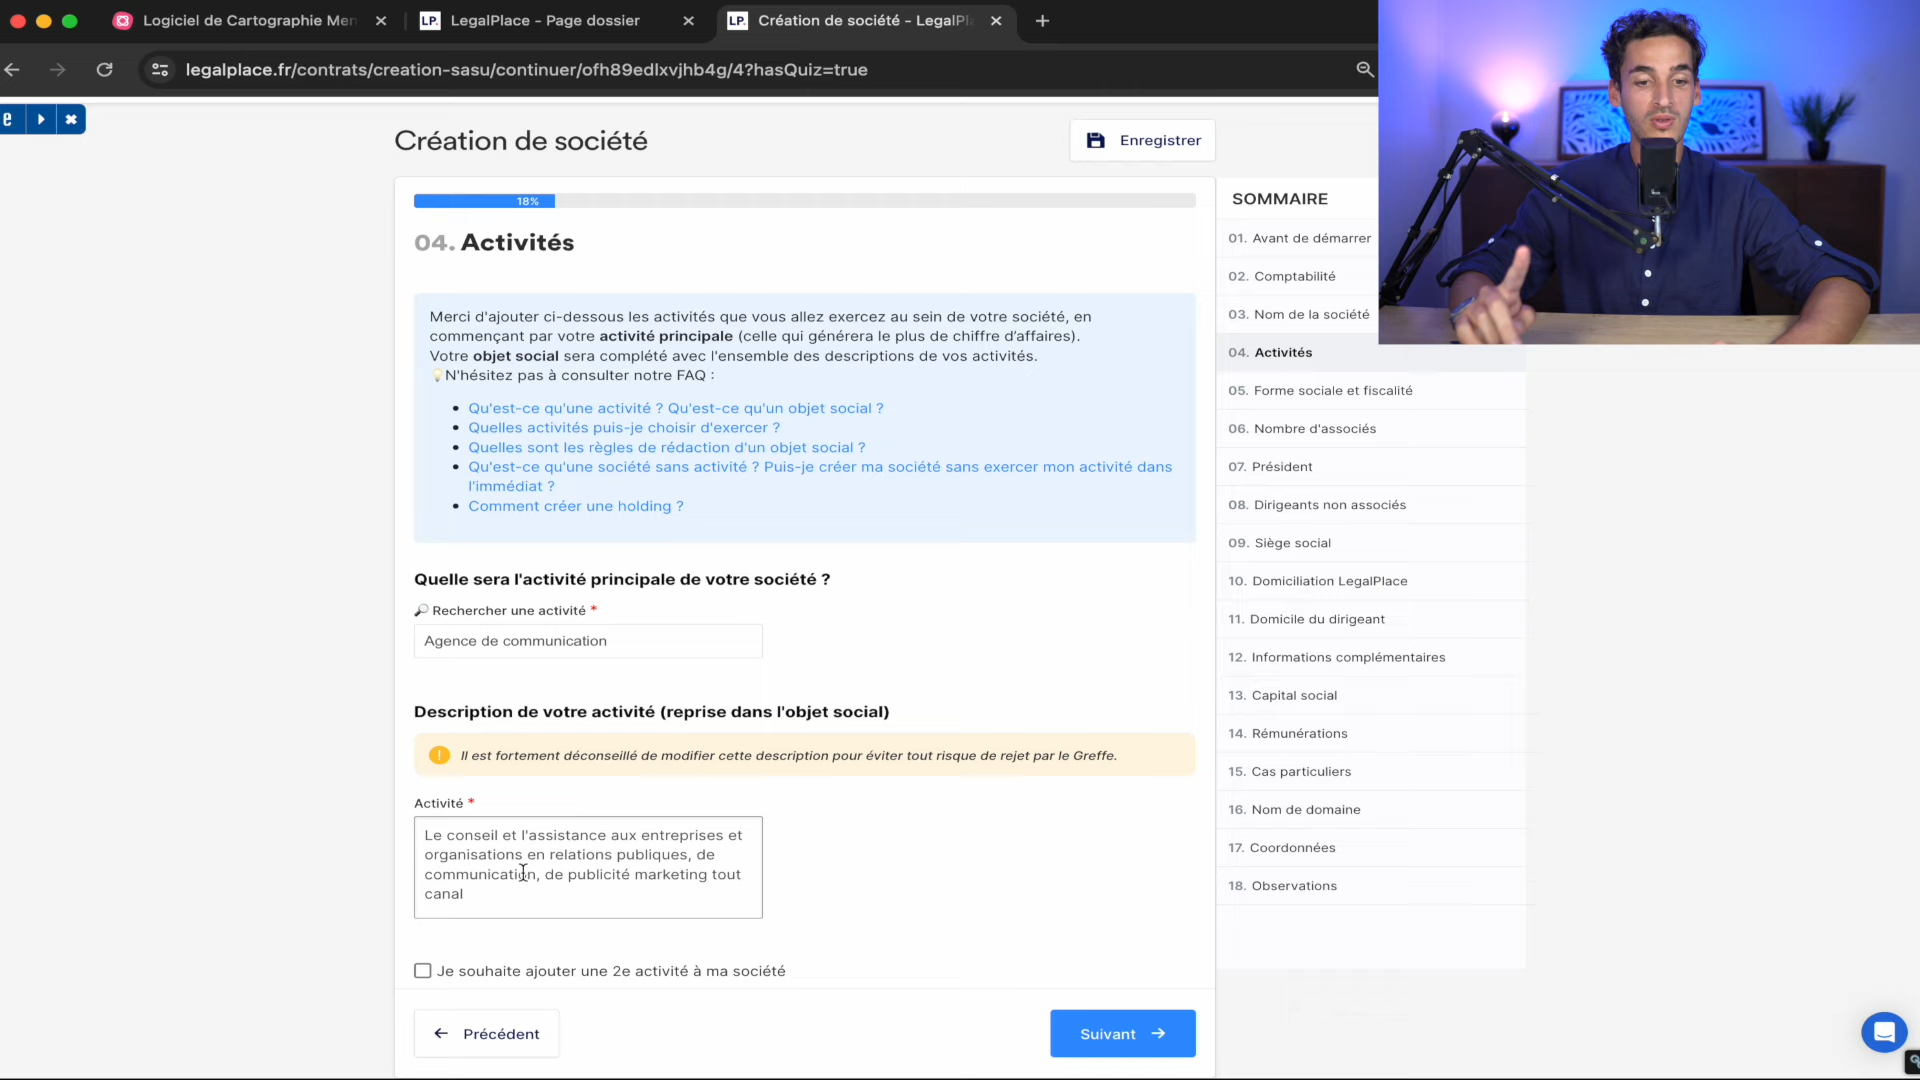 Logiciel de Cartographie Men
LP. LegalPlace - Page dossier
LP. Création de société - LegalPl
legalplace.fr/contrats/creation-sasu/continuer/ofh89edlxvjhb4g/4?hasQuiz=true
Création de société
Enregistrer
18%
04. Activités
Merci d'ajouter ci-dessous les activités que vous allez exercez au sein de votre société, en
commençant par votre activité principale (celle qui générera le plus de chiffre d'affaires).
Votre objet social sera complété avec l'ensemble des descriptions de vos activités.
N'hésitez pas à consulter notre FAQ :
Qu'est-ce qu'une activité ? Qu'est-ce qu'un objet social ?
Quelles activités puis-je choisir d'exercer ?
Quelles sont les règles de rédaction d'un objet social ?
Qu'est-ce qu'une société sans activité ? Puis-je créer ma société sans exercer mon activité dans
l'immédiat ?
Comment créer une holding ?
Quelle sera l'activité principale de votre société ?
Rechercher une activité *
Agence de communication
Description de votre activité (reprise dans l'objet social)
Il est fortement déconseillé de modifier cette description pour éviter tout risque de rejet par le Greffe.
Activité *
Le conseil et l'assistance aux entreprises et
organisations en relations publiques, de
communication, de publicité marketing tout
canal
Je souhaite ajouter une 2e activité à ma société
Précédent
Suivant
SOMMAIRE
01. Avant de démarrer
02. Comptabilité
03. Nom de la société
04. Activités
05. Forme sociale et fiscalité
06. Nombre d'associés
07. Président
08. Dirigeants non associés
09. Siège social
10. Domiciliation LegalPlace
11. Domicile du dirigeant
12. Informations complémentaires
13. Capital social
14. Rémunérations
15. Cas particuliers
16. Nom de domaine
17. Coordonnées
18. Observations